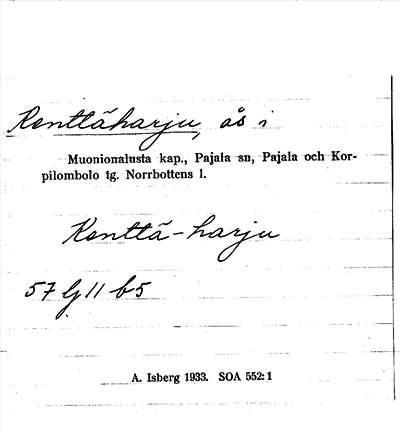 Kenttäharju, ås i
Muonionalusta kap., Pajala sn, Pajala och Kor-
pilombolo tg. Norrbottens l.
Kenttä-harju
57 G 11 b5
A. Isberg 1933. SOA 552:1